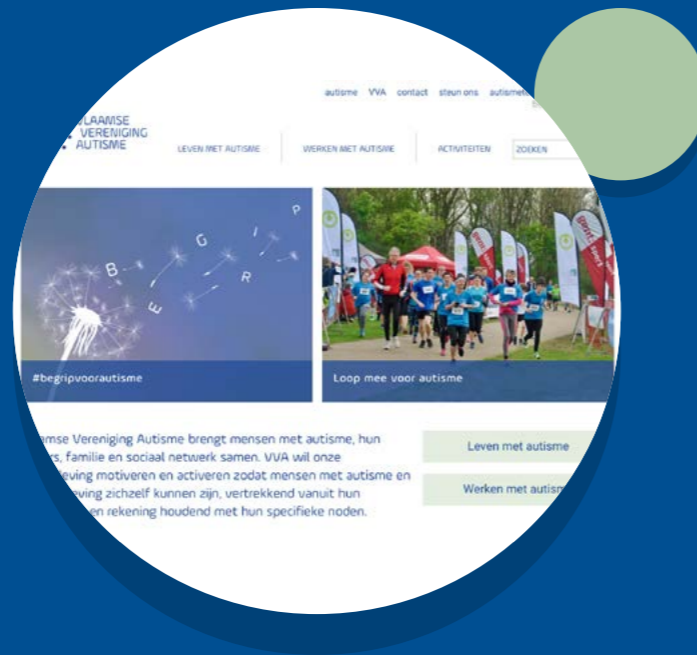 autisme VVA contact steun ons
LAAMSE
VERENIGING
AUTISME
LEVEN MET AUTISME WERKEN MET AUTISME ACTIVITEITEN ZOEKEN
B E G R I P
#begripvoorautisme
Loop mee voor autisme
amse Vereniging Autisme brengt mensen met autisme, hun
familie en sociaal netwerk samen. VVA wil onze
eving motiveren en activeren zodat mensen met autisme en
eving zichzelf kunnen zijn, vertrekkend vanuit hun
en rekening houdend met hun specifieke noden.
Leven met autisme
Werken met autism